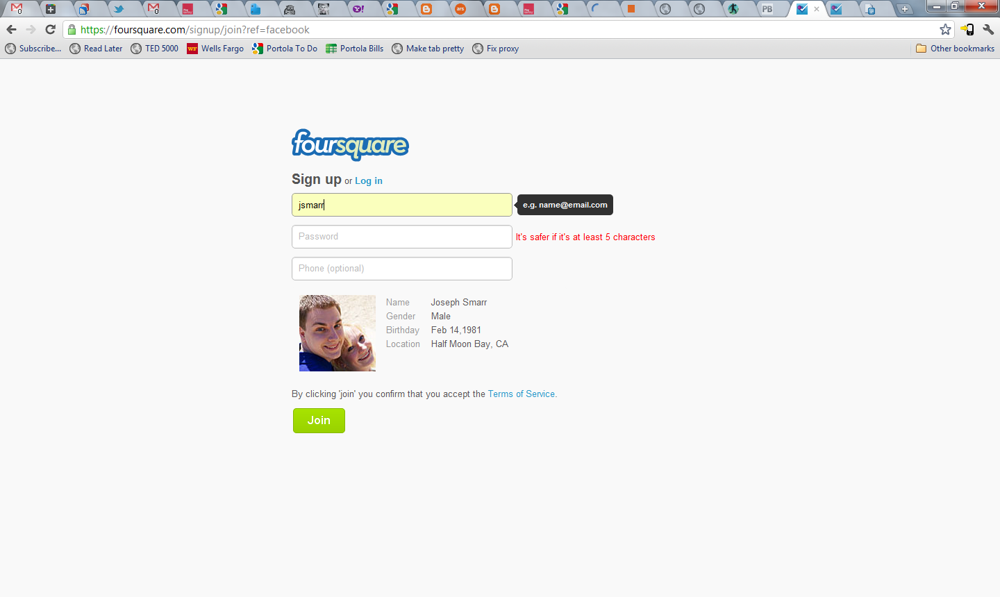 https://foursquare.com/signup/join?ref=facebook
Subscribe... Read Later TED 5000 Wells Fargo Portola To Do Portola Bills Make tab pretty Fix proxy Other bookmarks
foursquare
Sign up or Log in
jsmarr e.g. name@email.com
Password It's safer if it's at least 5 characters
Phone (optional)
Name Joseph Smarr
Gender Male
Birthday Feb 14,1981
Location Half Moon Bay, CA
By clicking 'join' you confirm that you accept the Terms of Service.
Join